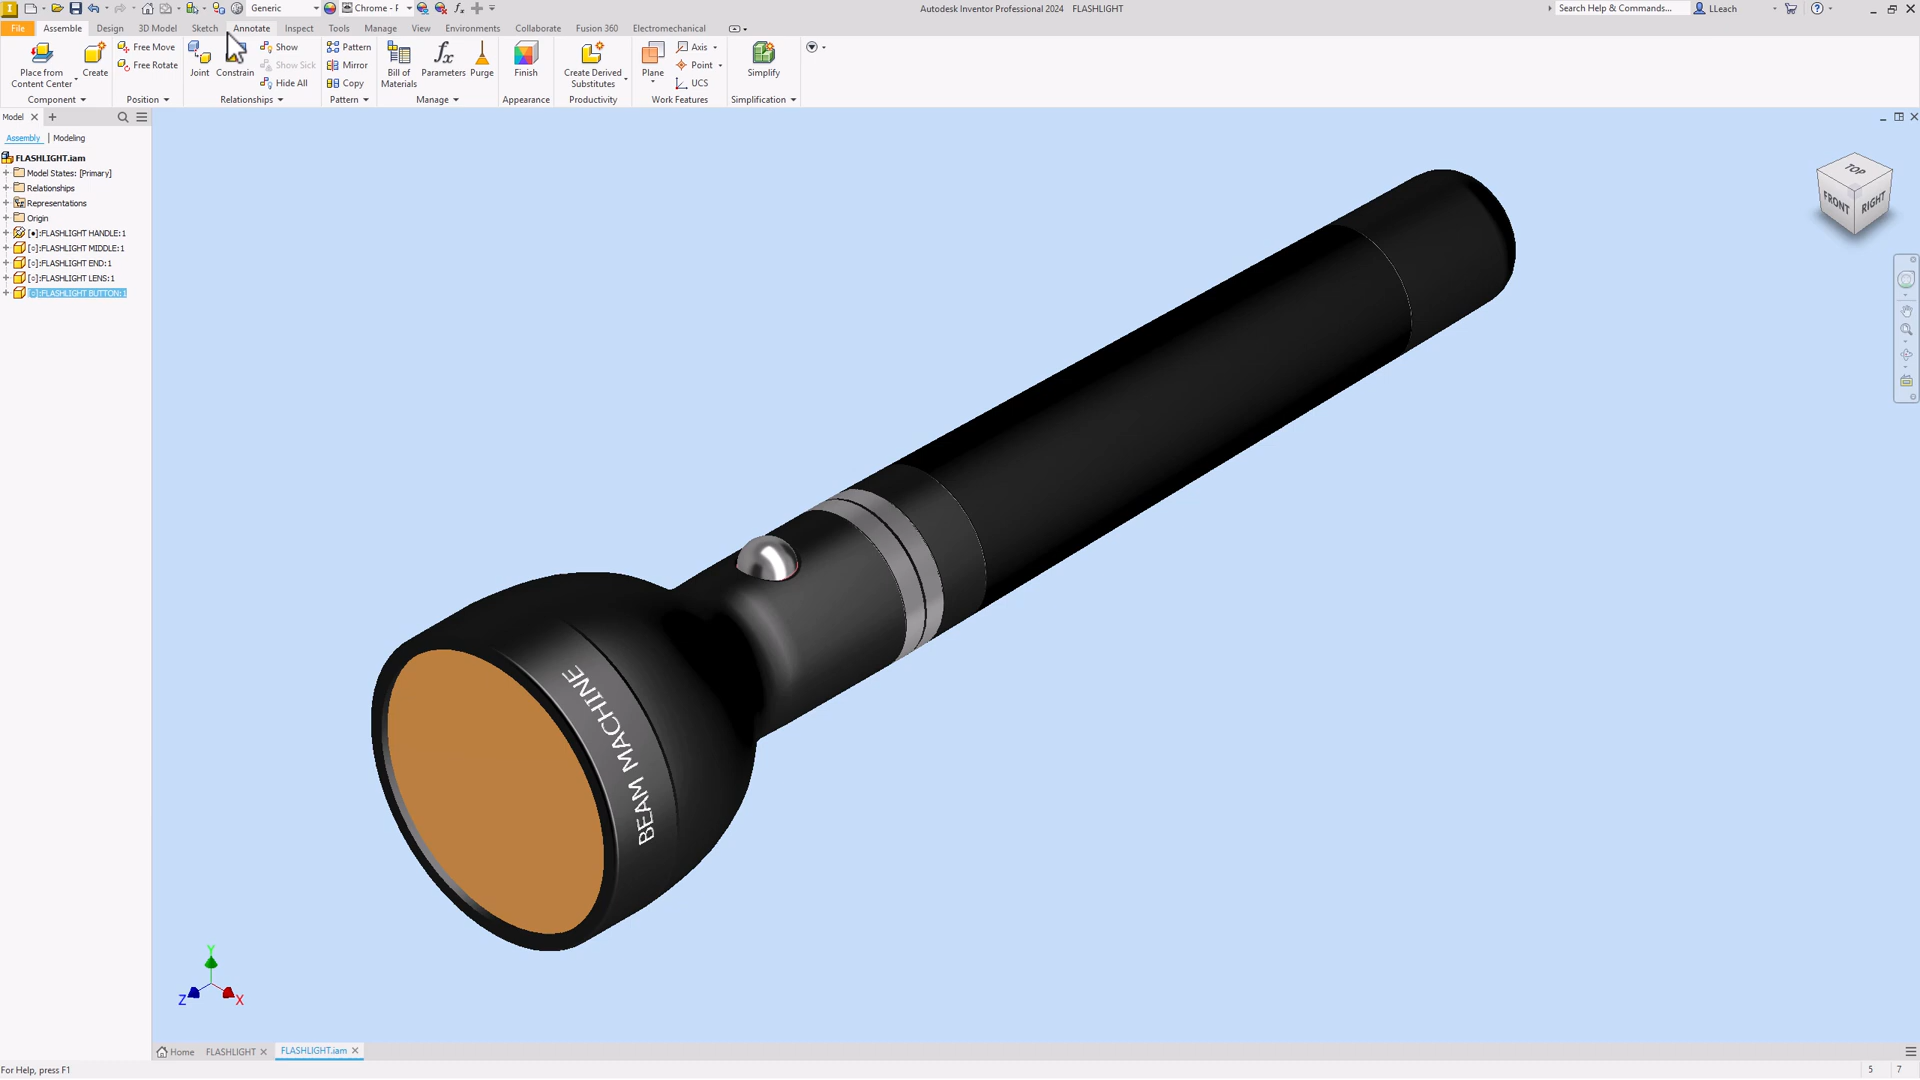 Generic
Chrome - F
Autodesk Inventor Professional 2024 FLASHLIGHT
Search Help & Commands...
LLeach
File Assemble Design 3D Model Sketch Annotate Inspect Tools Manage View Environments Collaborate Fusion 360 Electromechanical
Place from
Content Center
Create
Free Move
Free Rotate
Joint
Constrain
Show
Show Sick
Hide All
Pattern
Mirror
Copy
Bill of
Materials
Parameters
Purge
Finish
Create Derived
Substitutes
Plane
Axis
Point
UCS
Simplify
Component Position Relationships Pattern Manage Appearance Productivity Work Features Simplification
Model
Assembly | Modeling
FLASHLIGHT.iam
Model States: [Primary]
Relationships
Representations
Origin
[●]:FLASHLIGHT HANDLE:1
[○]:FLASHLIGHT MIDDLE:1
[○]:FLASHLIGHT END:1
[○]:FLASHLIGHT LENS:1
[○]:FLASHLIGHT BUTTON:1
TOP
FRONT
RIGHT
BEAM MACHINE
Y
Z
X
Home FLASHLIGHT FLASHLIGHT.iam
For Help, press F1
5 7